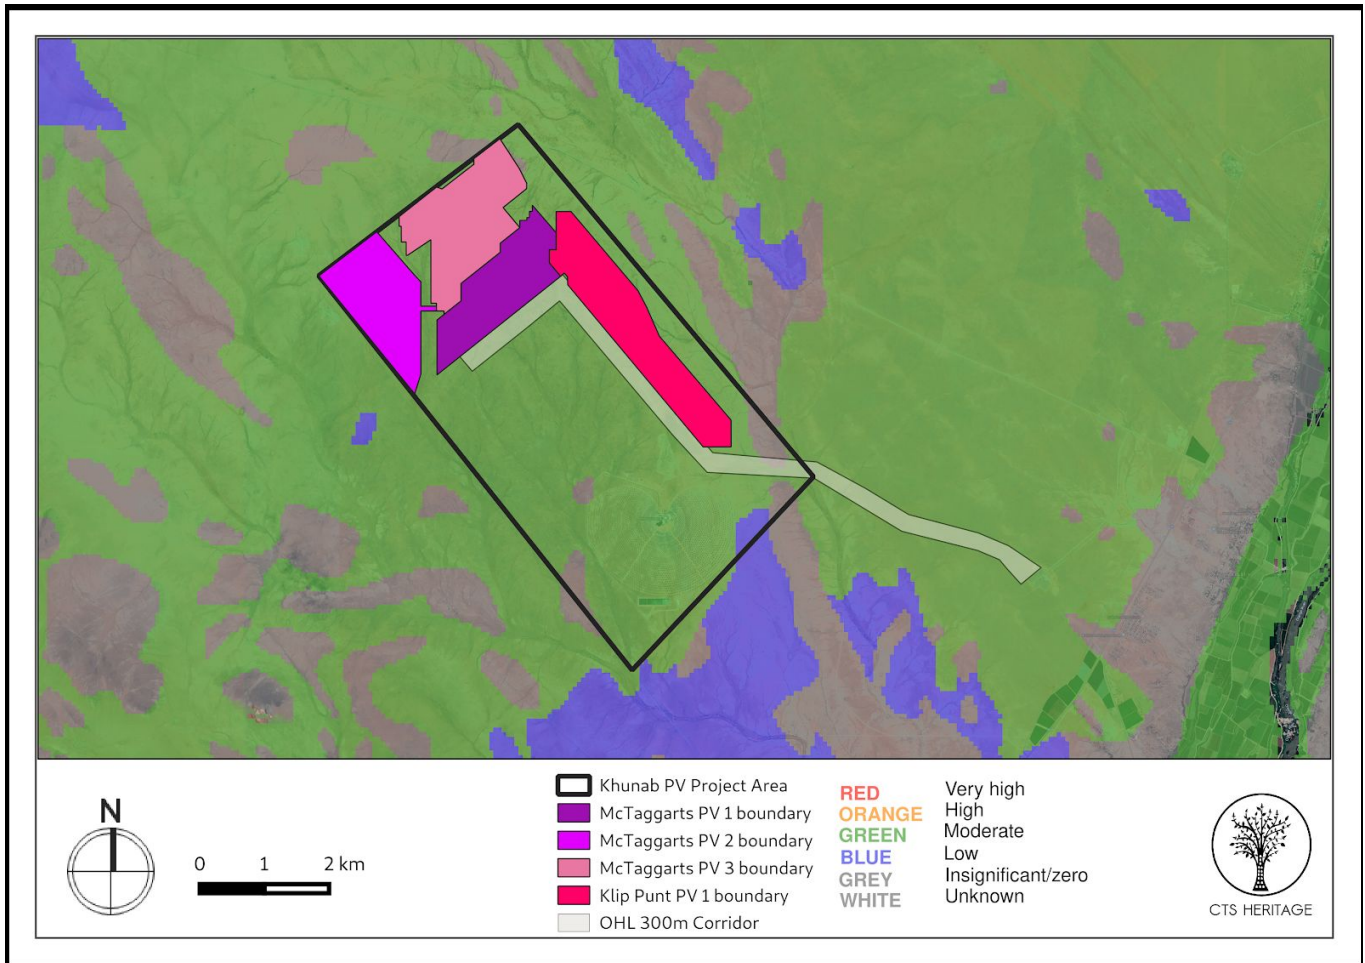 N
0 1 2 km
Khunab PV Project Area
McTaggarts PV 1 boundary
McTaggarts PV 2 boundary
McTaggarts PV 3 boundary
Klip Punt PV 1 boundary
OHL 300m Corridor
RED Very high
ORANGE High
GREEN Moderate
BLUE Low
GREY Insignificant/zero
WHITE Unknown
CTS HERITAGE